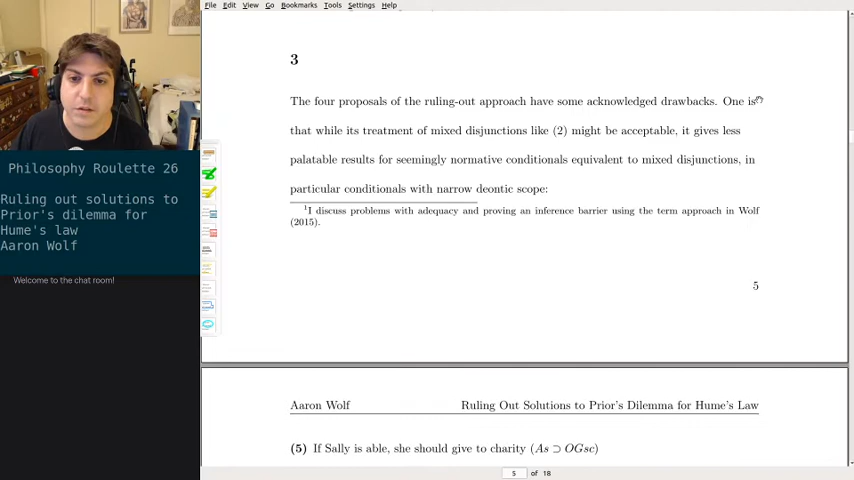 File Edit View Go Bookmarks Tools Settings Help
3
The four proposals of the ruling-out approach have some acknowledged drawbacks. One is
that while its treatment of mixed disjunctions like (2) might be acceptable, it gives less
palatable results for seemingly normative conditionals equivalent to mixed disjunctions, in
particular conditionals with narrow deontic scope:
1I discuss problems with adequacy and proving an inference barrier using the term approach in Wolf
(2015).
5
Philosophy Roulette 26
Ruling out solutions to
Prior's dilemma for
Hume's law
Aaron Wolf
Welcome to the chat room!
Aaron Wolf Ruling Out Solutions to Prior's Dilemma for Hume's Law
(5) If Sally is able, she should give to charity (As ⊃ OGsc)
5 of 18